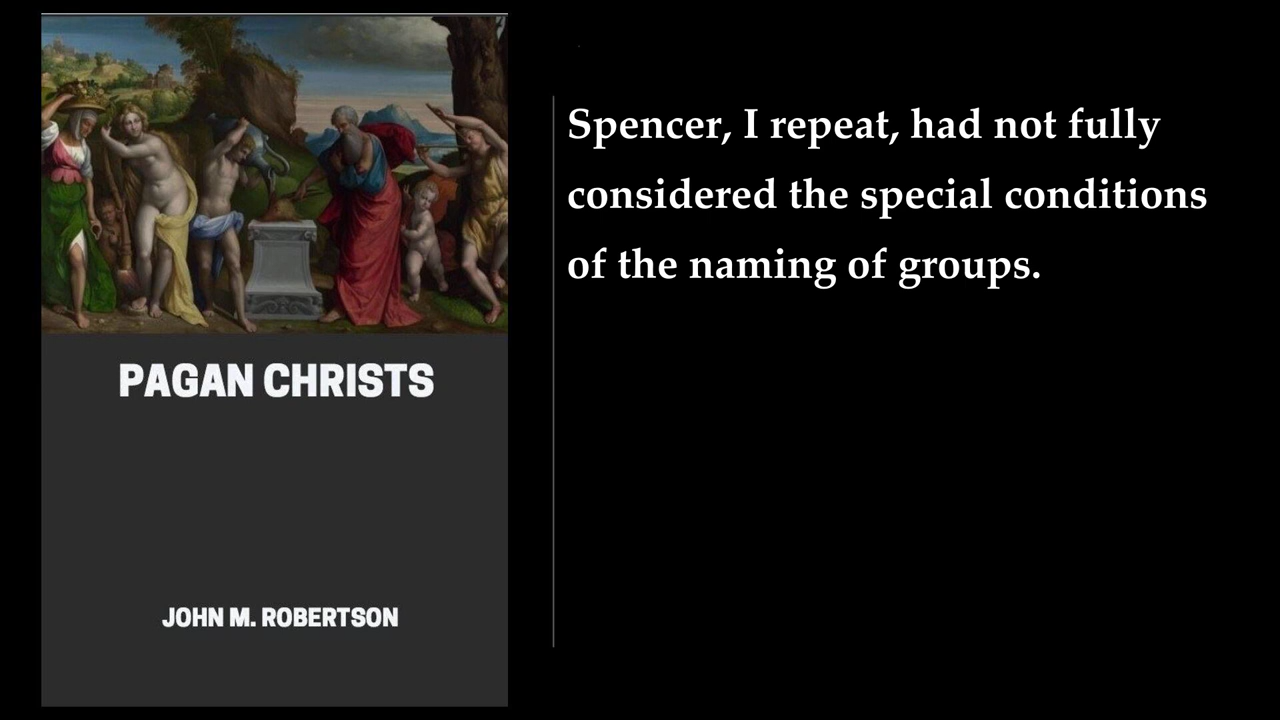 PAGAN CHRISTS
JOHN M. ROBERTSON
Spencer, I repeat, had not fully
considered the special conditions
of the naming of groups.